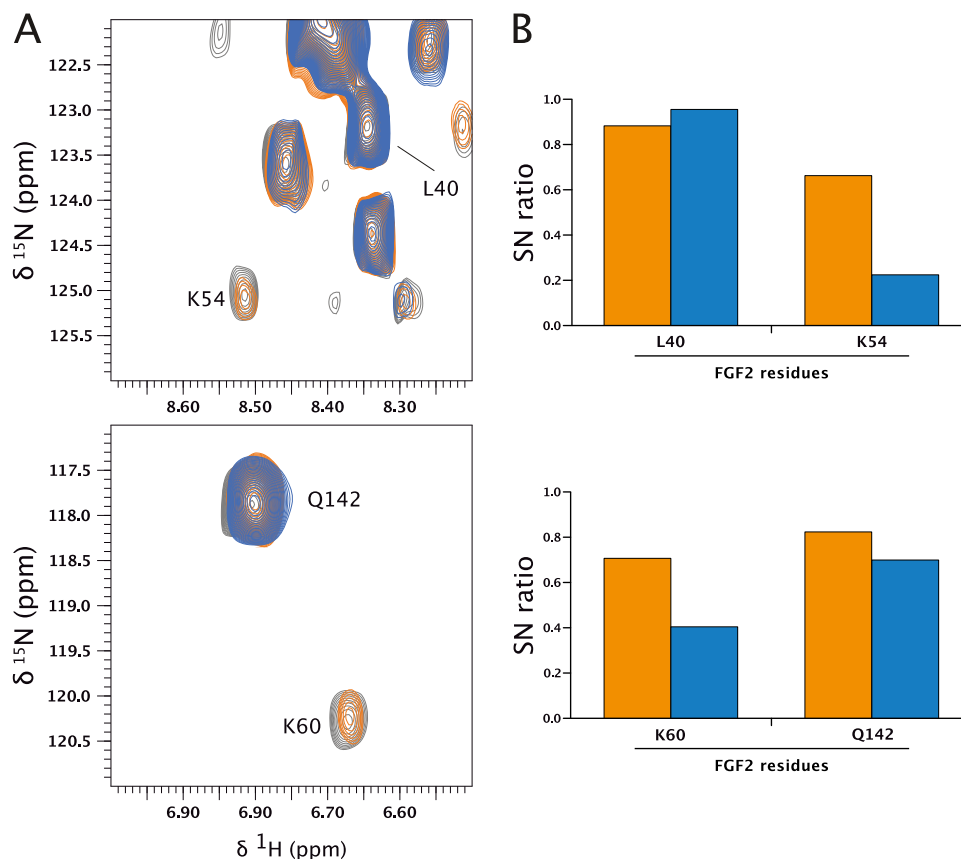 A
122.5
123.0
123.5
124.0
124.5
125.0
125.5
δ ¹⁵N (ppm)
L40
K54
8.60 8.50 8.40 8.30
117.5
118.0
118.5
119.0
119.5
120.0
120.5
δ ¹⁵N (ppm)
Q142
K60
6.90 6.90 6.70 6.60
δ ¹H (ppm)
B
1.0
0.8
0.6
0.4
0.2
0.0
SN ratio
L40 K54
FGF2 residues
1.0
0.8
0.6
0.4
0.2
0.0
SN ratio
K60 Q142
FGF2 residues